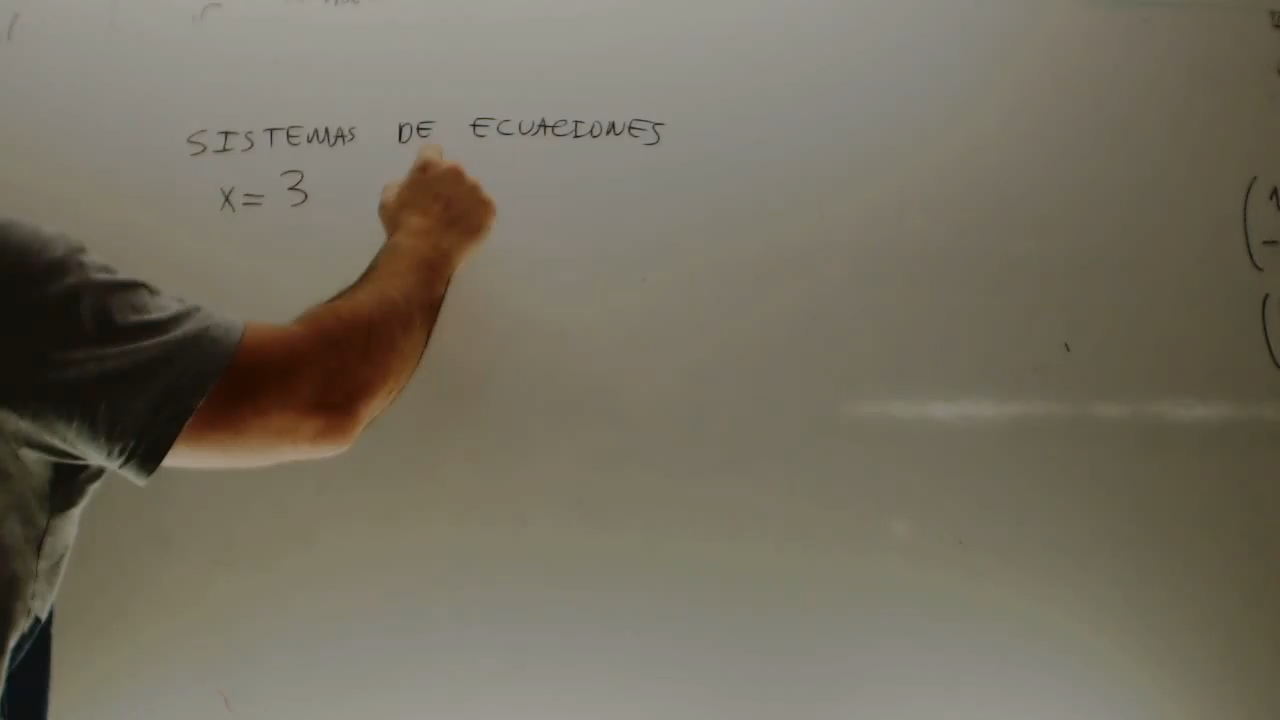 SISTEMAS DE ECUACIONES
x = 3